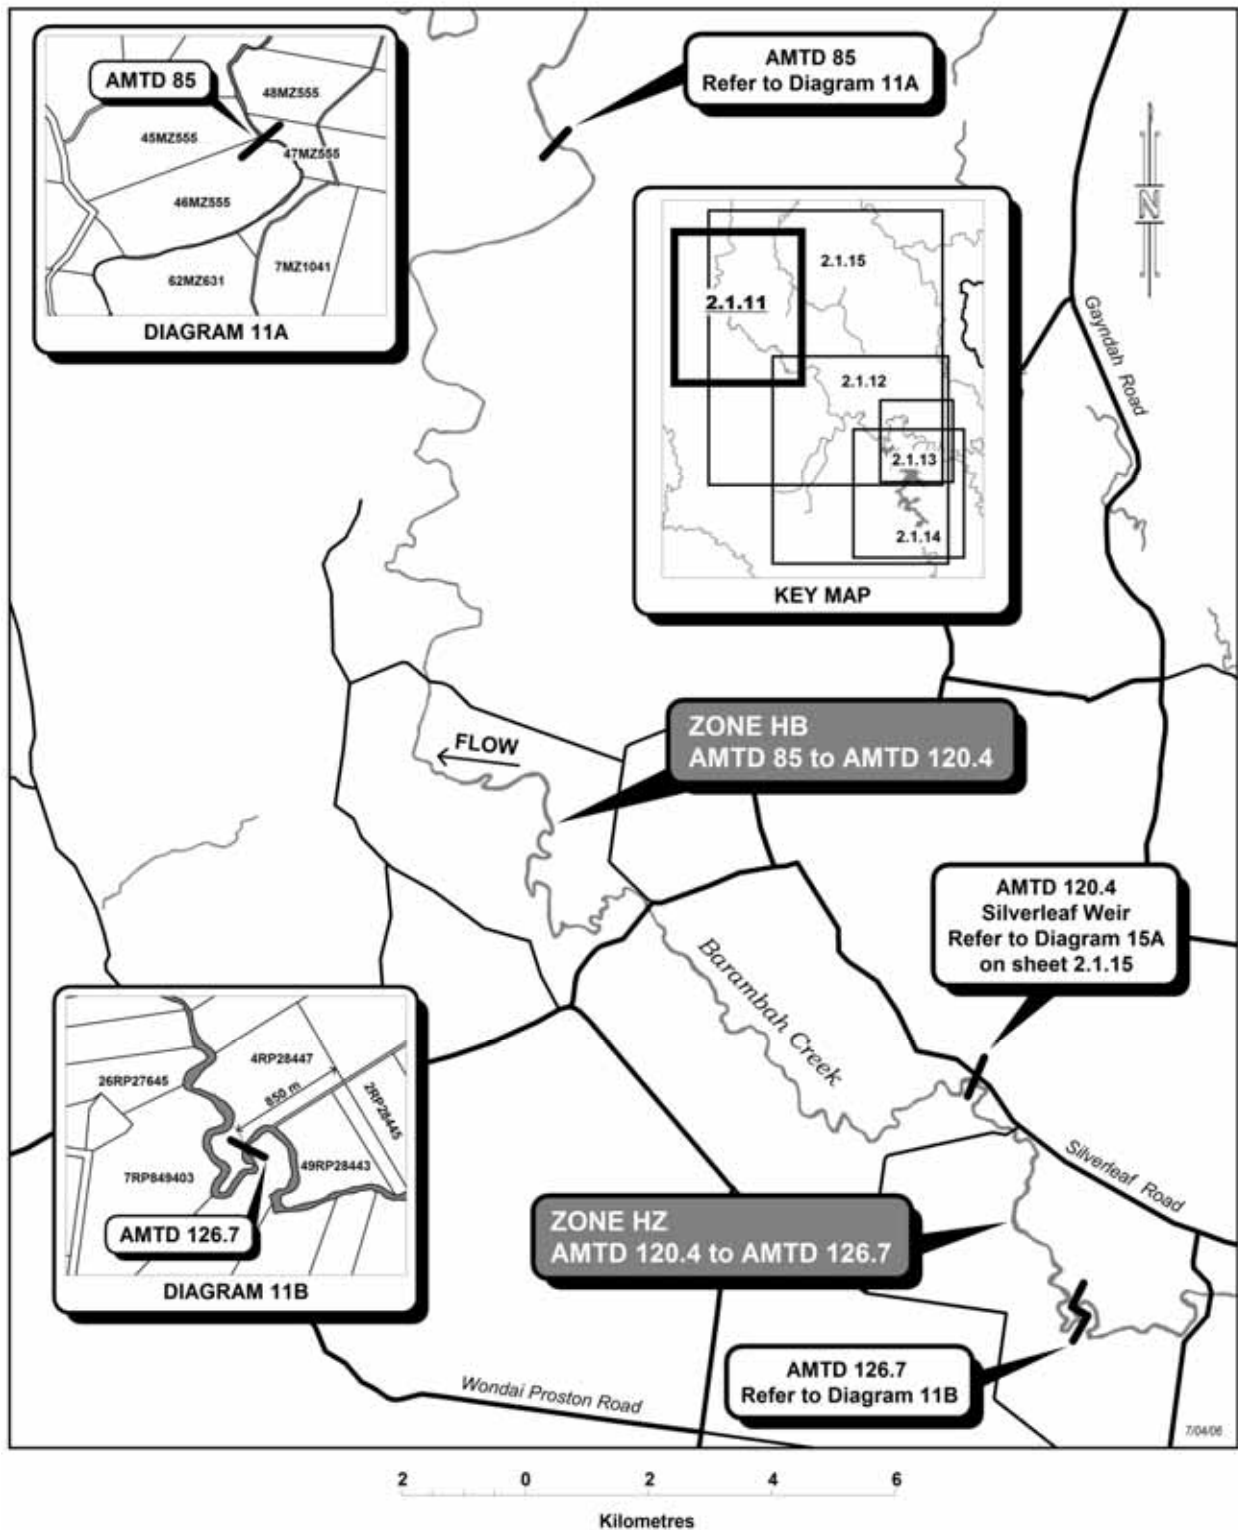 AMTD 85
48MZ555
45MZ555
47MZ555
46MZ555
62MZ631
7MZ1041
DIAGRAM 11A
AMTD 85
Refer to Diagram 11A
N
2.1.15
2.1.11
2.1.12
2.1.13
2.1.14
KEY MAP
Gayndah Road
ZONE HB
AMTD 85 to AMTD 120.4
FLOW
AMTD 120.4
Silverleaf Weir
Refer to Diagram 15A
on sheet 2.1.15
Barambah Creek
4RP28447
26RP27645
850 m
2RP28445
7RP849403
49RP28443
AMTD 126.7
DIAGRAM 11B
Silverleaf Road
ZONE HZ
AMTD 120.4 to AMTD 126.7
AMTD 126.7
Refer to Diagram 11B
Wondai Proston Road
7/04/06
2 0 2 4 6
Kilometres